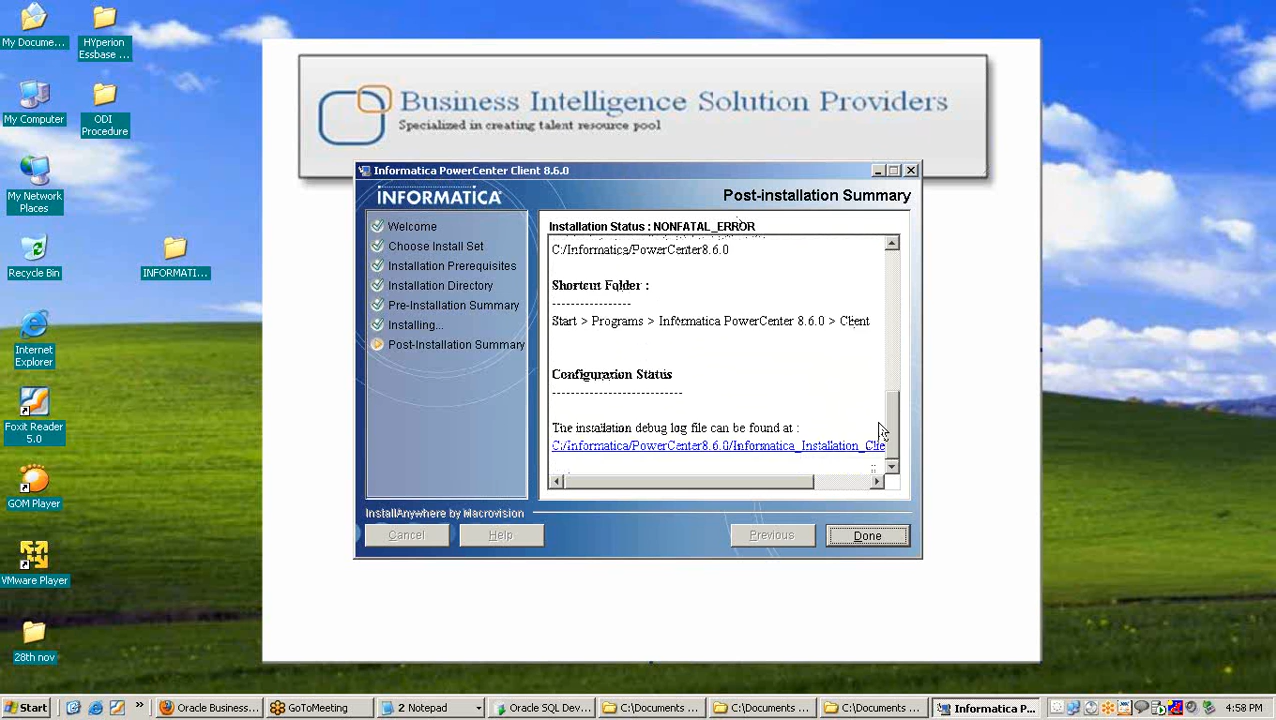 My Docume...
HYperion
Essbase ...
My Computer
ODI
Procedure
My Network
Places
Recycle Bin
INFORMATI...
Internet
Explorer
Foxit Reader
5.0
GOM Player
VMware Player
28th nov
Business Intelligence Solution Providers
Specialized in creating talent resource pool
Informatica PowerCenter Client 8.6.0
INFORMATICA
Post-installation Summary
Welcome
Choose Install Set
Installation Prerequisites
Installation Directory
Pre-Installation Summary
Installing...
Post-Installation Summary
Installation Status : NONFATAL_ERROR
C:/Informatica/PowerCenter8.6.0
Shortcut Folder :
-----------------
Start > Programs > Informatica PowerCenter 8.6.0 > Client
Configuration Status
----------------------------
The installation debug log file can be found at :
C:/Informatica/PowerCenter8.6.0/Informatica_Installation_Clie
InstallAnywhere by Macrovision
Cancel
Help
Previous
Done
Start
»
Oracle Business...
GoToMeeting
2 Notepad
Oracle SQL Dev...
C:\Documents ...
C:\Documents ...
C:\Documents ...
Informatica P...
4:58 PM